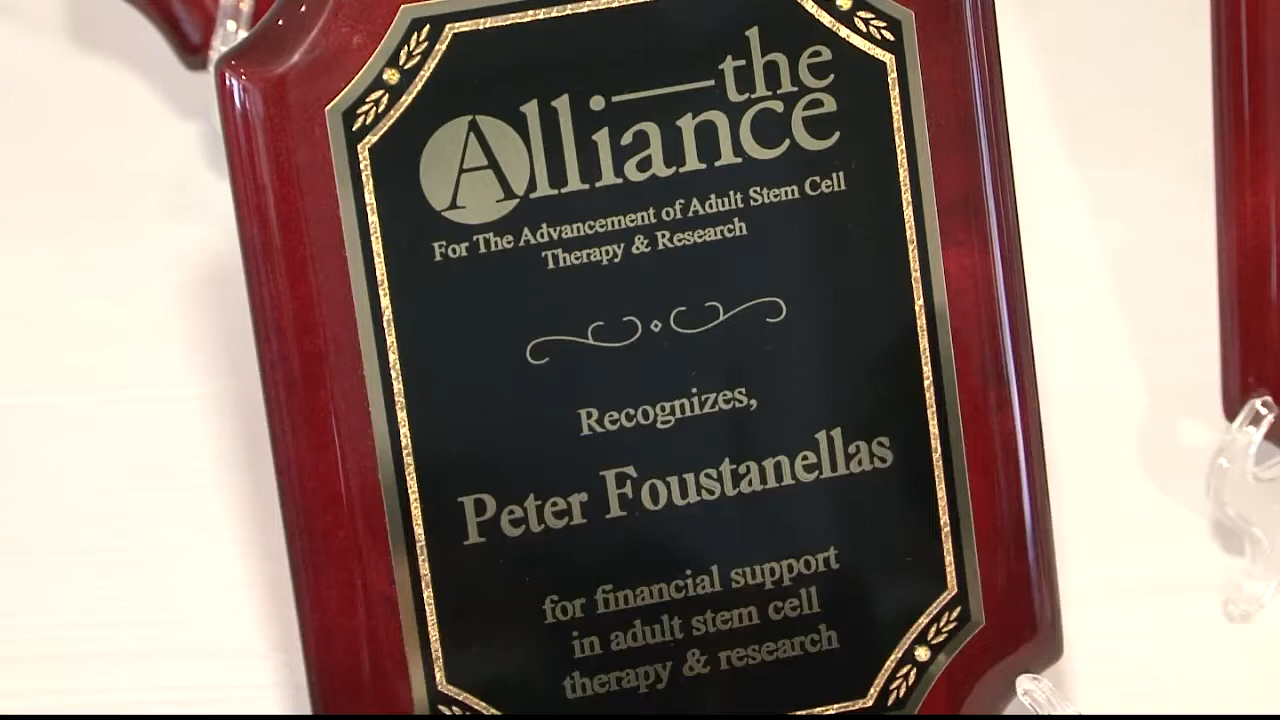 the
Alliance
For The Advancement of Adult Stem Cell
Therapy & Research
Recognizes,
Peter Foustanellas
for financial support
in adult stem cell
therapy & research